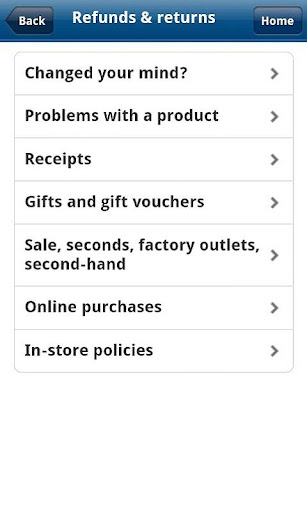 Back
Refunds & returns
Home
Changed your mind?
Problems with a product
Receipts
Gifts and gift vouchers
Sale, seconds, factory outlets,
second-hand
Online purchases
In-store policies